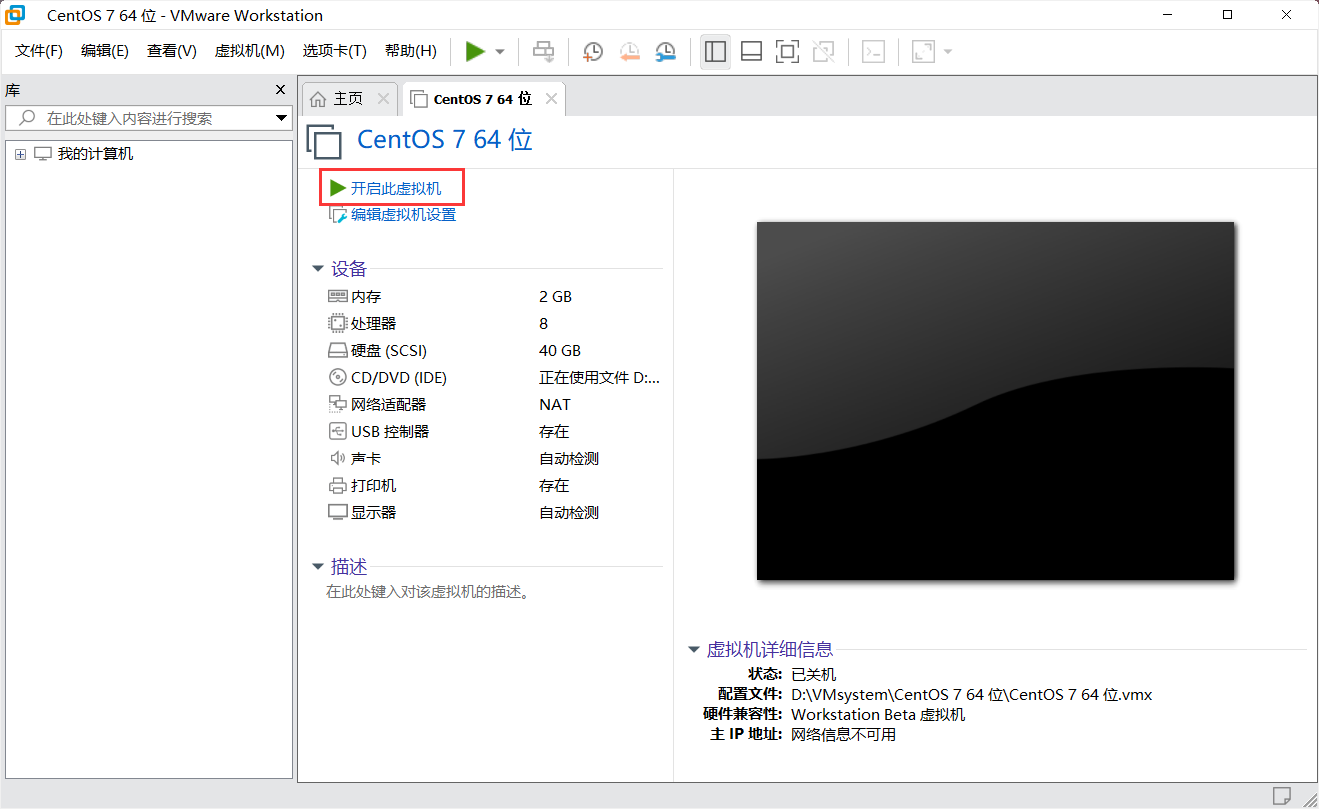 CentOS 7 64 位 - VMware Workstation
文件(F) 编辑(E) 查看(V) 虚拟机(M) 选项卡(T) 帮助(H)
库
在此处键入内容进行搜索
我的计算机
主页
CentOS 7 64 位
CentOS 7 64 位
开启此虚拟机
编辑虚拟机设置
设备
内存 2 GB
处理器 8
硬盘 (SCSI) 40 GB
CD/DVD (IDE) 正在使用文件 D:...
网络适配器 NAT
USB 控制器 存在
声卡 自动检测
打印机 存在
显示器 自动检测
描述
在此处键入对该虚拟机的描述。
虚拟机详细信息
状态: 已关机
配置文件: D:\VMsystem\CentOS 7 64 位\CentOS 7 64 位.vmx
硬件兼容性: Workstation Beta 虚拟机
主 IP 地址: 网络信息不可用